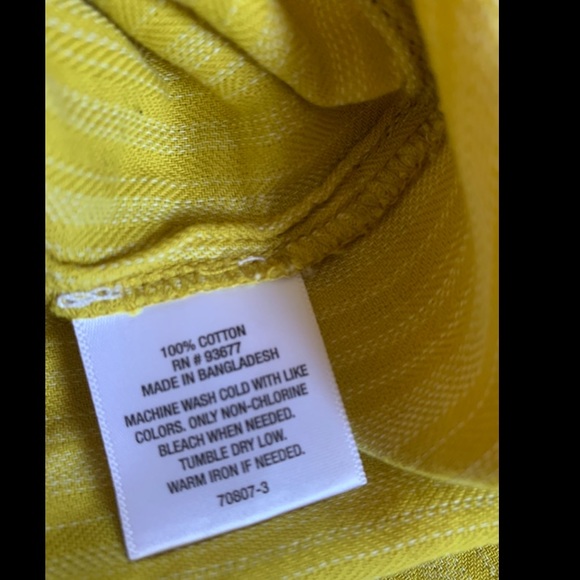 100% COTTON
RN # 93677
MADE IN BANGLADESH
MACHINE WASH COLD WITH LIKE
COLORS. ONLY NON-CHLORINE
BLEACH WHEN NEEDED.
TUMBLE DRY LOW.
WARM IRON IF NEEDED.
70807-3